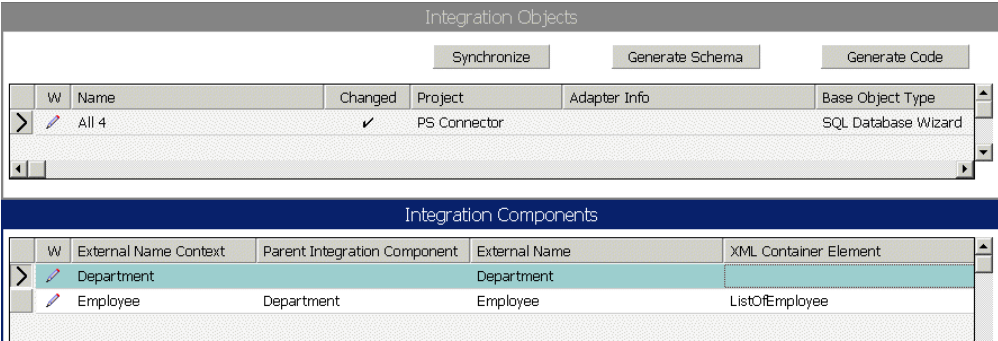 Integration Objects
Synchronize Generate Schema Generate Code
W Name Changed Project Adapter Info Base Object Type
All 4 PS Connector SQL Database Wizard
Integration Components
W External Name Context Parent Integration Component External Name XML Container Element
Department Department
Employee Department Employee ListOfEmployee